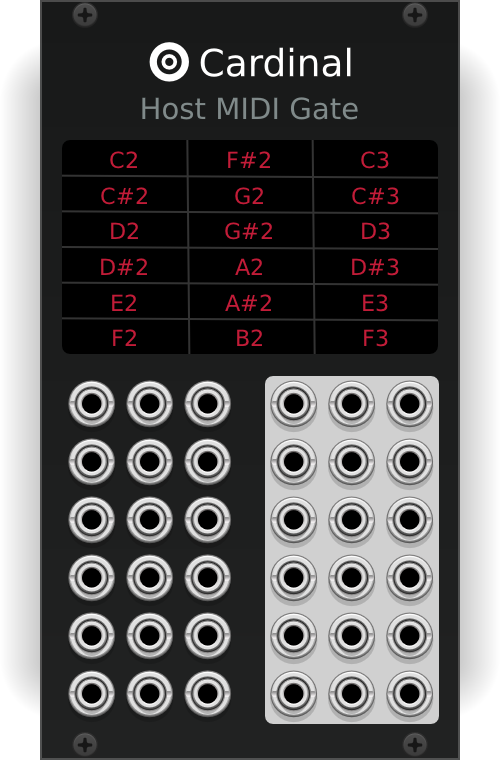 Cardinal
Host MIDI Gate
C2 F#2 C3
C#2 G2 C#3
D2 G#2 D3
D#2 A2 D#3
E2 A#2 E3
F2 B2 F3